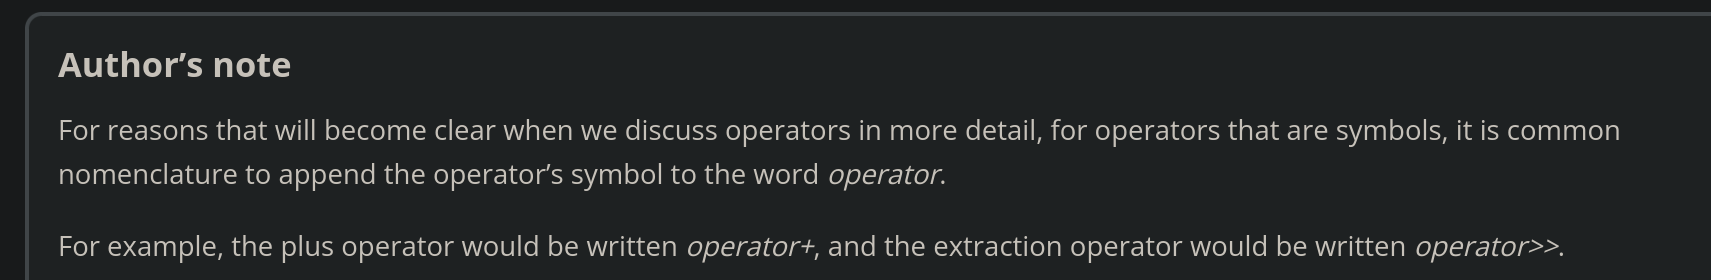 Author’s note
For reasons that will become clear when we discuss operators in more detail, for operators that are symbols, it is common
nomenclature to append the operator’s symbol to the word operator.
For example, the plus operator would be written operator+, and the extraction operator would be written operator>>.